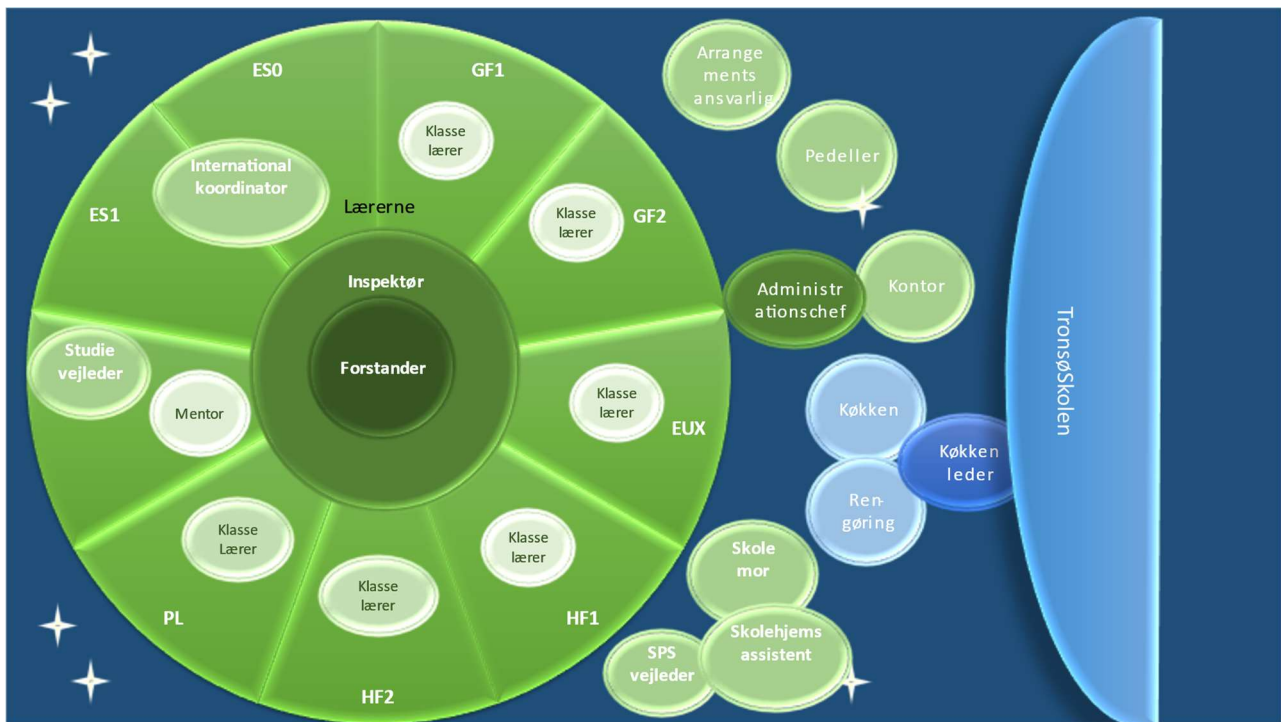 ES0
GF1
Klasse
lærer
International
koordinator
Lærerne
ES1
Klasse
lærer
GF2
Inspektør
Forstander
Studie
vejleder
Mentor
Klasse
lærer
EUX
Klasse
Lærer
PL
Klasse
lærer
HF2
Klasse
lærer
HF1
Arrange
ments
ansvarlig
Pedeller
Administr
ationschef
Kontor
Køkken
Køkken
leder
Ren-
gøring
Skole
mor
Skolehjems
assistent
SPS
vejleder
TronsøSkolen